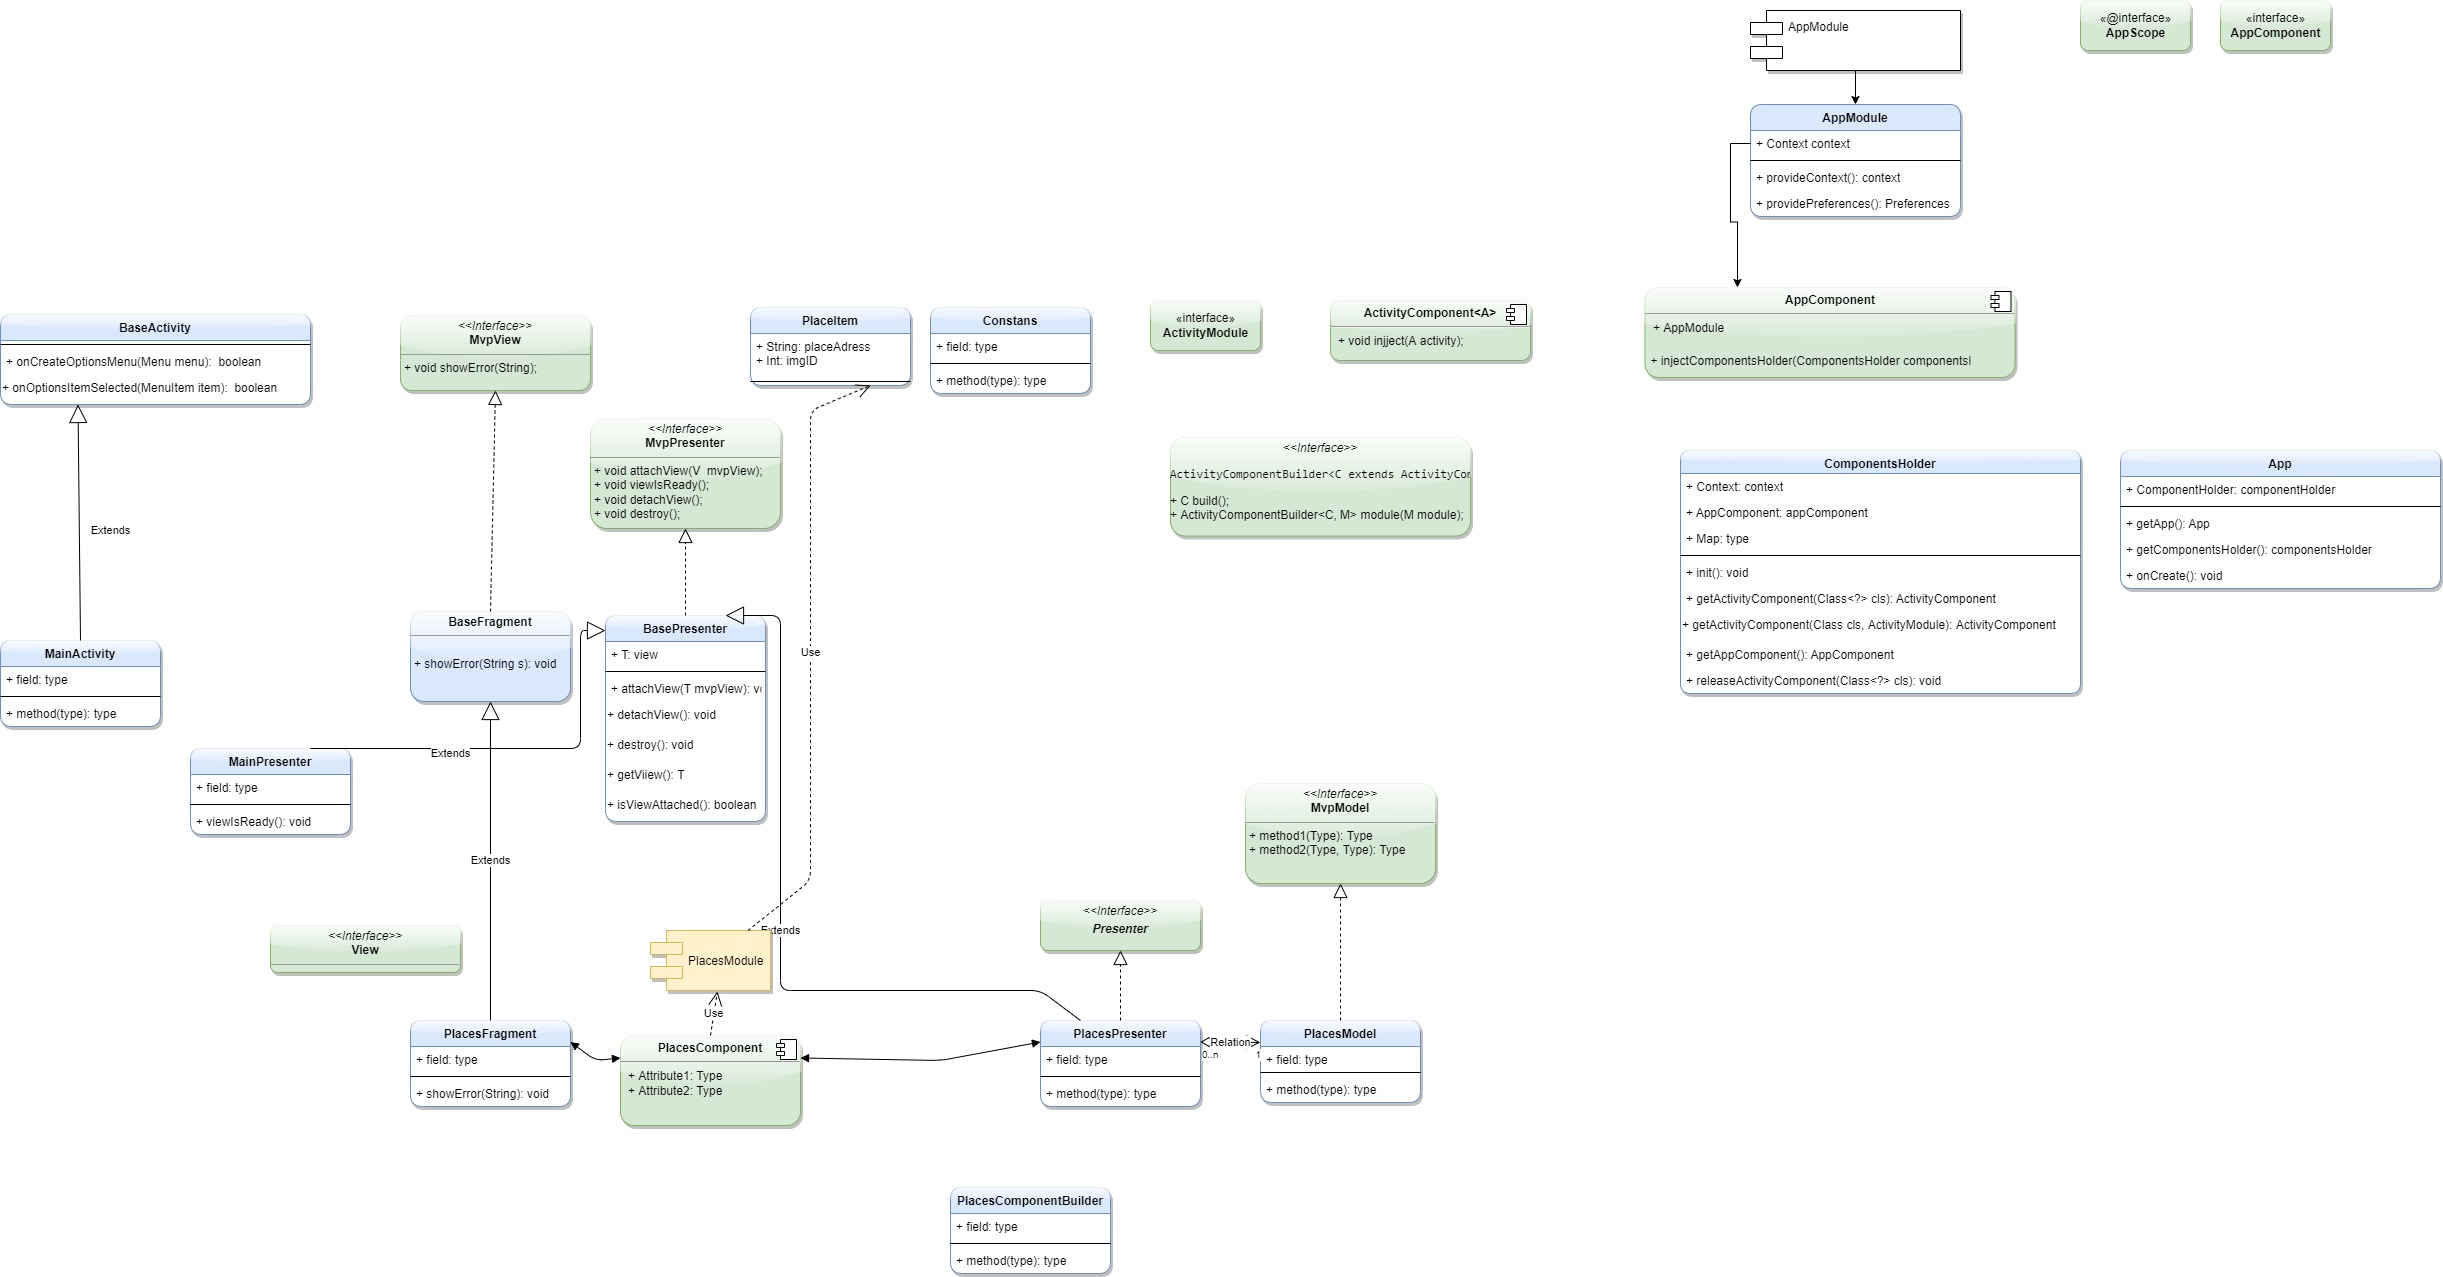 AppModule
«@interface»
AppScope
«interface»
AppComponent
AppModule
+ Context context
+ provideContext(): context
+ providePreferences(): Preferences
BaseActivity
+ onCreateOptionsMenu(Menu menu):  boolean
+ onOptionsItemSelected(MenuItem item):  boolean
<<Interface>>
MvpView
+ void showError(String);
PlaceItem
+ String: placeAdress
+ Int: imgID
Constans
+ field: type
+ method(type): type
«interface»
ActivityModule
ActivityComponent<A>
+ void injject(A activity);
AppComponent
+ AppModule
+ injectComponentsHolder(ComponentsHolder components
<<Interface>>
MvpPresenter
+ void attachView(V  mvpView);
+ void viewIsReady();
+ void detachView();
+ void destroy();
<<Interface>>
ActivityComponentBuilder<C extends ActivityCo
+ C build();
+ ActivityComponentBuilder<C, M> module(M module);
ComponentsHolder
+ Context: context
+ AppComponent: appComponent
+ Map: type
+ init(): void
+ getActivityComponent(Class<?> cls): ActivityComponent
+ getActivityComponent(Class cls, ActivityModule): ActivityComponent
+ getAppComponent(): AppComponent
+ releaseActivityComponent(Class<?> cls): void
App
+ ComponentHolder: componentHolder
+ getApp(): App
+ getComponentsHolder(): componentsHolder
+ onCreate(): void
Extends
MainActivity
+ field: type
+ method(type): type
BaseFragment
+ showError(String s): void
BasePresenter
+ T: view
+ attachView(T mvpView): v
+ detachView(): void
+ destroy(): void
+ getViiew(): T
+ isViewAttached(): boolean
Use
Extends
MainPresenter
+ field: type
+ viewIsReady(): void
Extends
<<Interface>>
MvpModel
+ method1(Type): Type
+ method2(Type, Type): Type
<<Interface>>
View
Extends
PlacesModule
<<Interface>>
Presenter
Use
PlacesFragment
+ field: type
+ showError(String): void
PlacesComponent
+ Attribute1: Type
+ Attribute2: Type
PlacesPresenter
+ field: type
+ method(type): type
Relation
0..n
1
PlacesModel
+ field: type
+ method(type): type
PlacesComponentBuilder
+ field: type
+ method(type): type